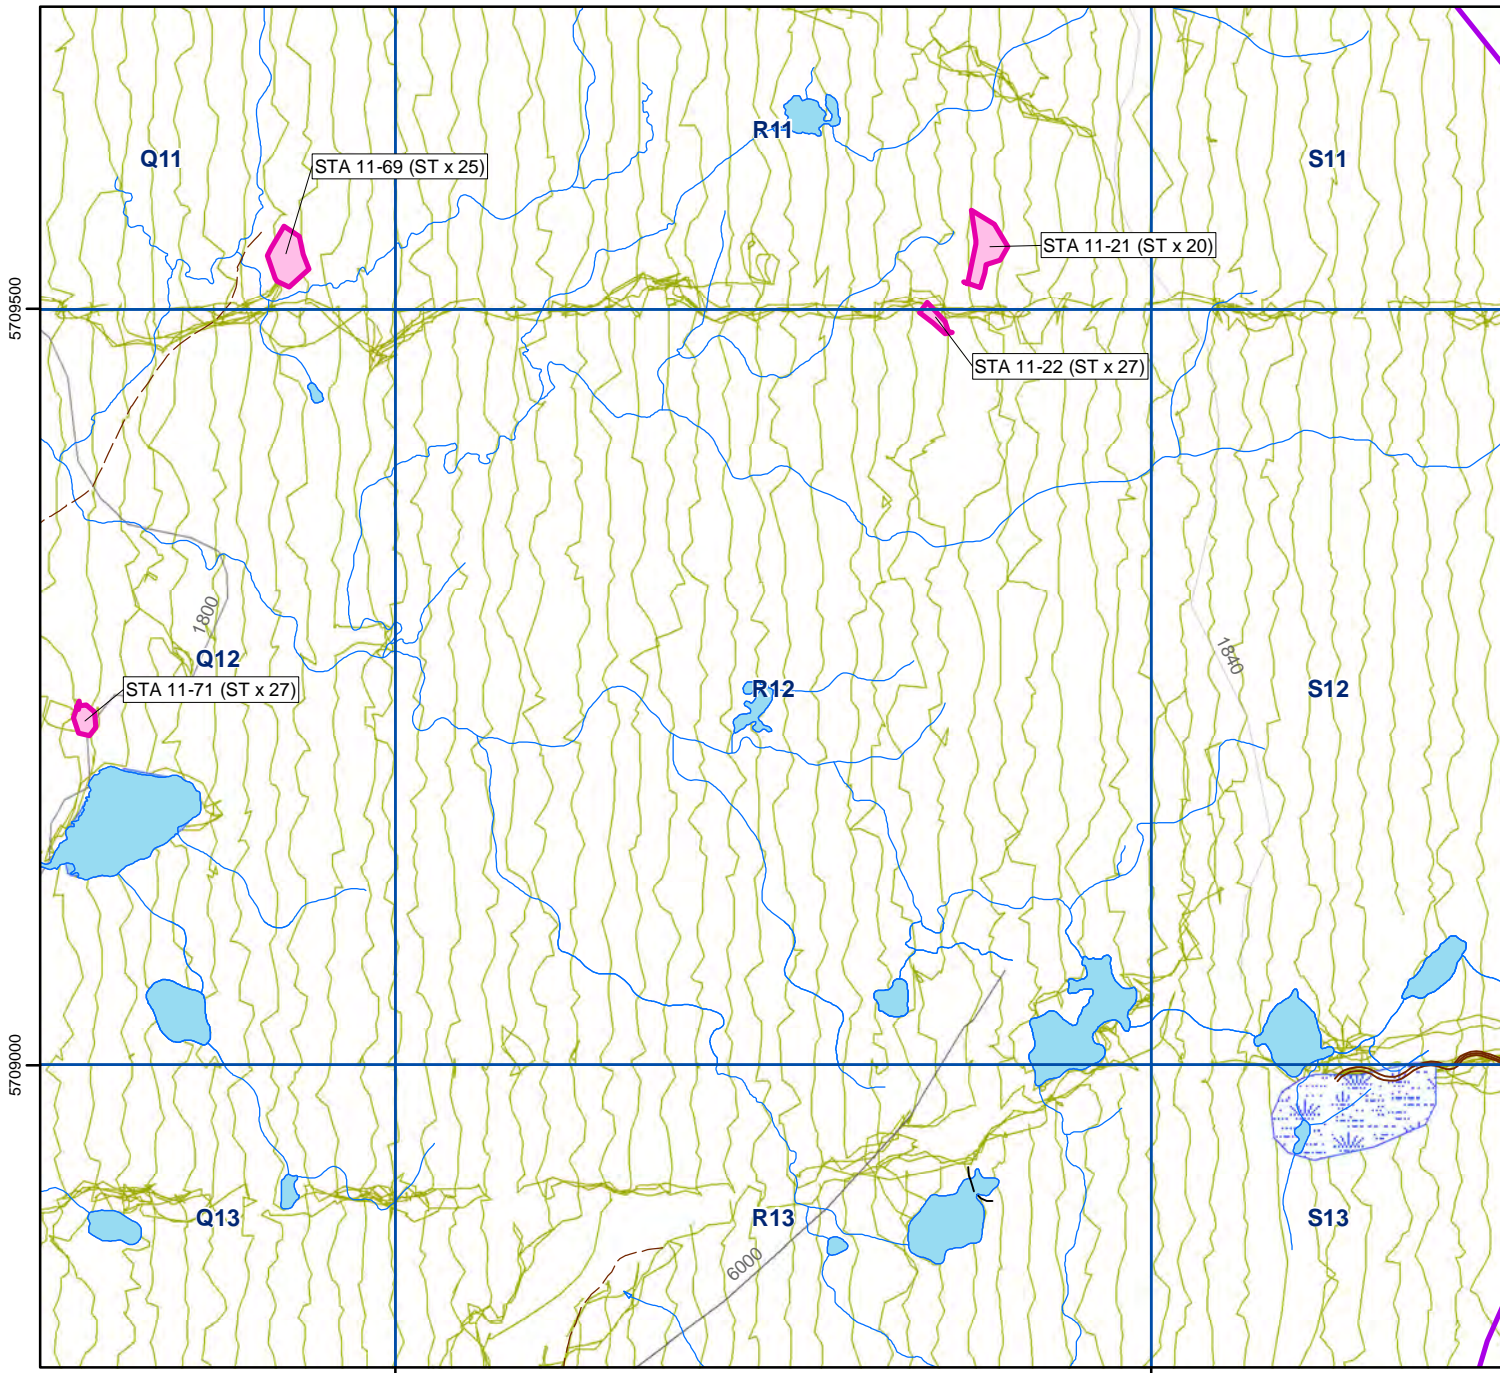 R11
Q11
S11
STA 11-69 (ST x 25)
STA 11-21 (ST x 20)
5709500
STA 11-22 (ST x 27)
1800
1840
Q12
R12
S12
STA 11-71 (ST x 27)
5709000
Q13
R13
S13
6000